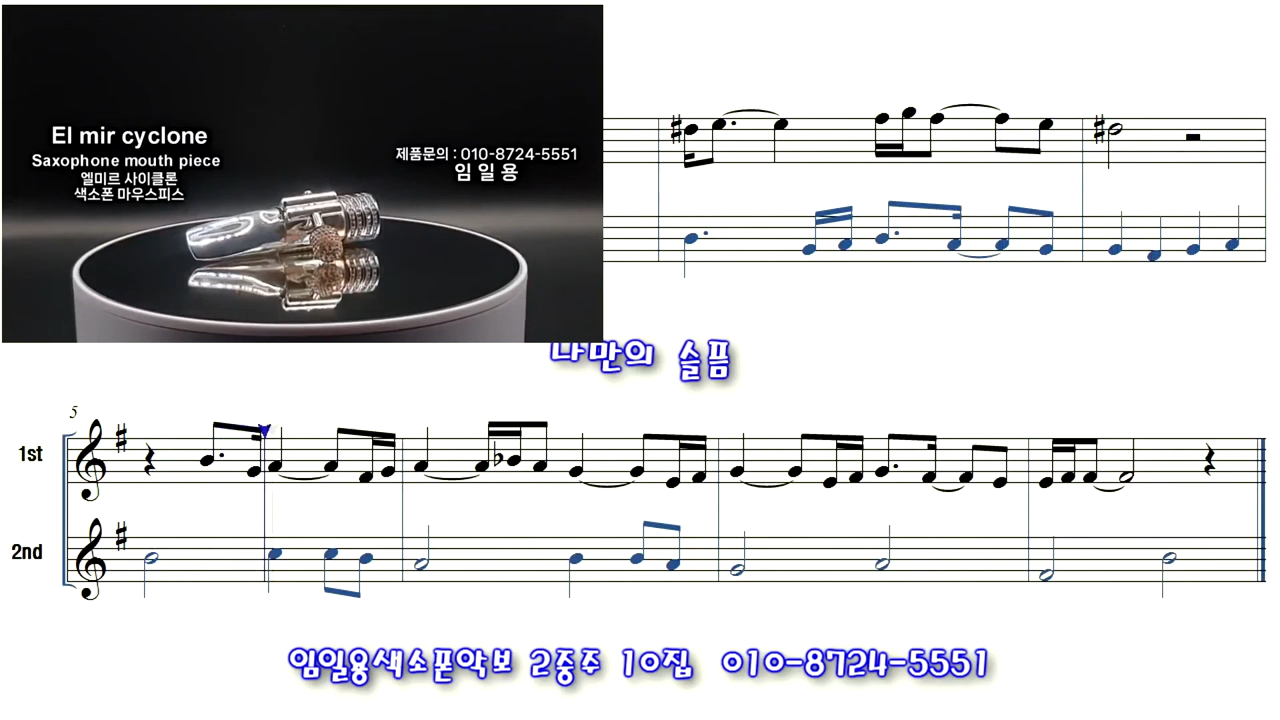 El mir cyclone
Saxophone mouth piece
엘미르 사이클론
색소폰 마우스피스
제품문의 : 010-8724-5551
임 일 용
나만의 슬픔
5
1st
2nd
임일용색소폰악보 2중주 10집 010-8724-5551